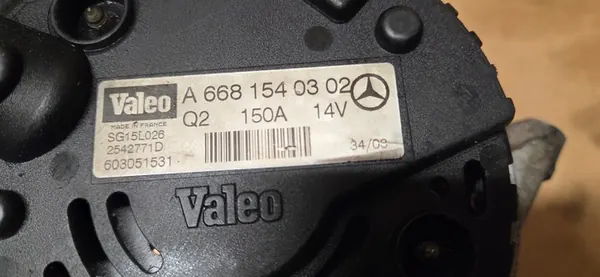 Valeo A 668 154 03 02
Q2 150A 14V
MADE IN FRANCE
SG15L026
2542771D 34/03
603051531
Valeo